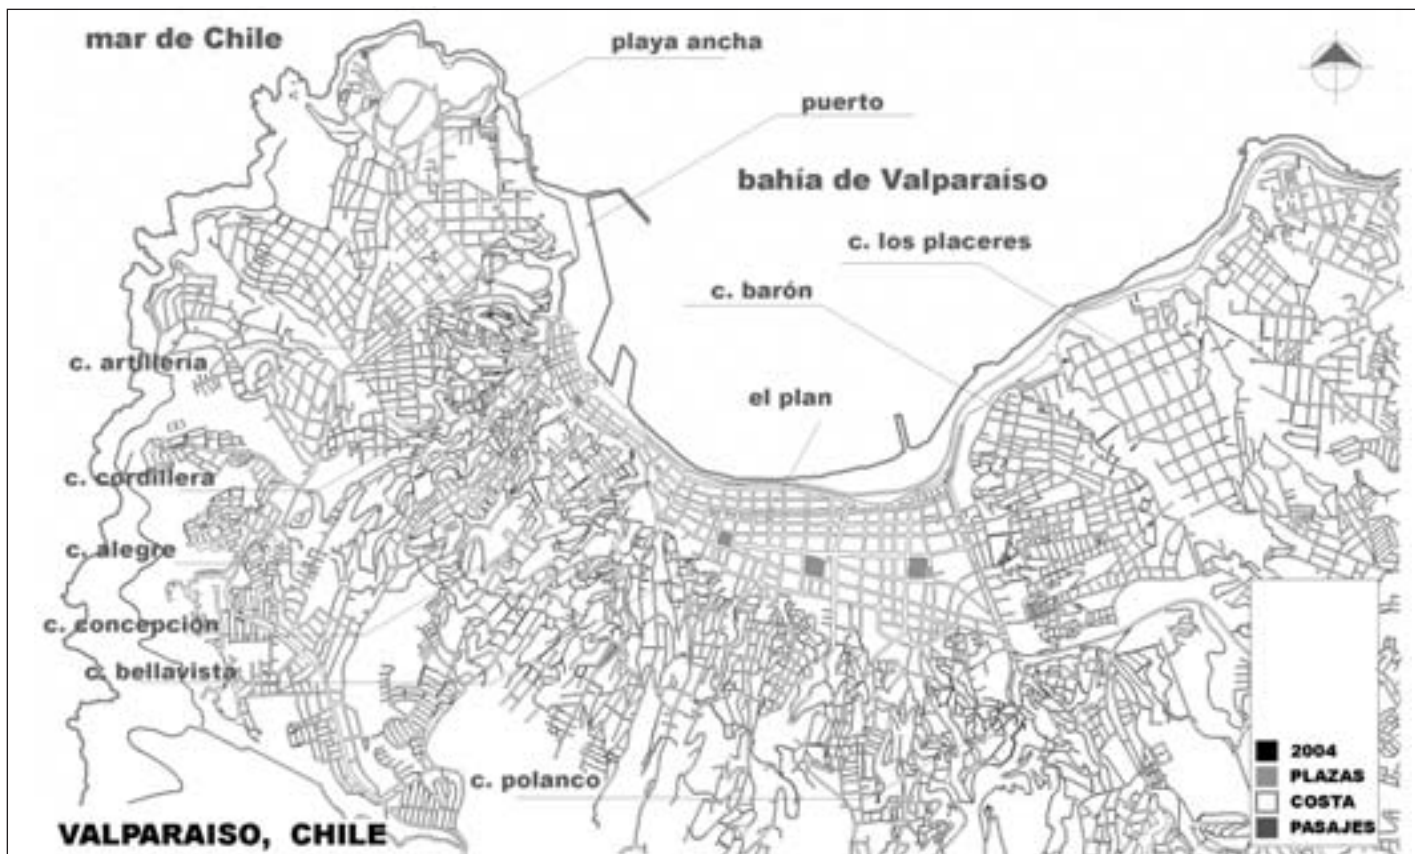 mar de Chile
playa ancha
puerto
bahía de Valparaíso
c. los placeres
c. barón
c. artillería
el plan
c. cordillera
c. alegre
c. concepción
c. bellavista
c. polanco
2004
PLAZAS
COSTA
PASAJES
VALPARAISO, CHILE